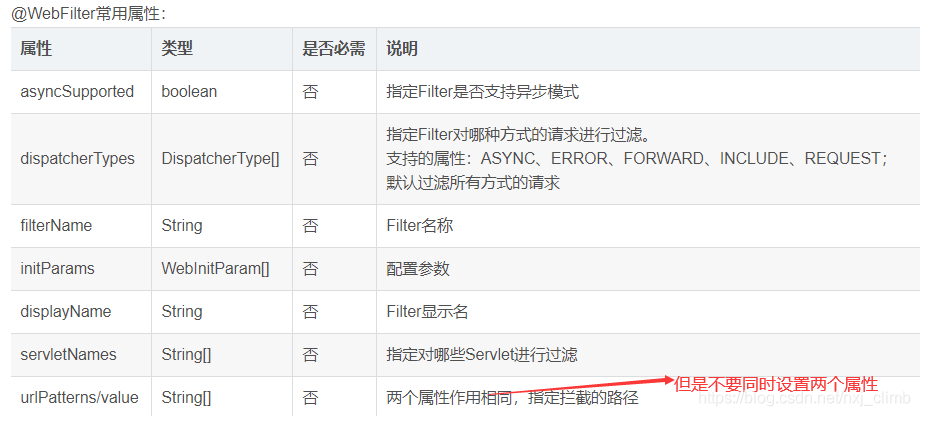 @WebFilter常用属性：
属性 类型 是否必需 说明
asyncSupported boolean 否 指定Filter是否支持异步模式
指定Filter对哪种方式的请求进行过滤。
dispatcherTypes DispatcherType[] 否 支持的属性：ASYNC、ERROR、FORWARD、INCLUDE、REQUEST；
默认过滤所有方式的请求
filterName String 否 Filter名称
initParams WebInitParam[] 否 配置参数
displayName String 否 Filter显示名
servletNames String[] 否 指定对哪些Servlet进行过滤
urlPatterns/value String[] 否 两个属性作用相同，指定拦截的路径 但是不要同时设置两个属性
https://blog.csdn.net/nxj_climb